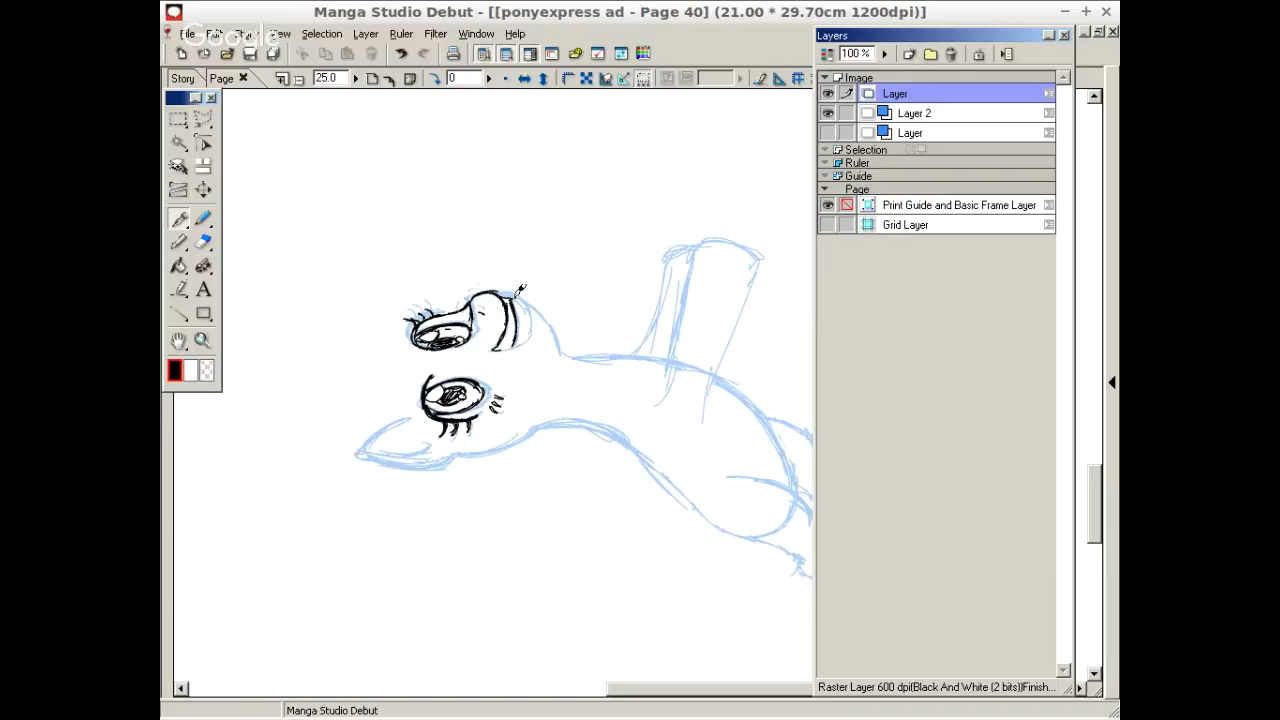 Manga Studio Debut - [[ponyexpress ad - Page 40] (21.00 * 29.70cm 1200dpi)]
Google
File Edit Story View Selection Layer Ruler Filter Window Help
Story Page 25.0 0
Layers
100 %
Image
Layer
Layer 2
Layer
Selection
Ruler
Guide
Page
Print Guide and Basic Frame Layer
Grid Layer
A
Raster Layer 600 dpi(Black And White (2 bits))Finish...
Manga Studio Debut